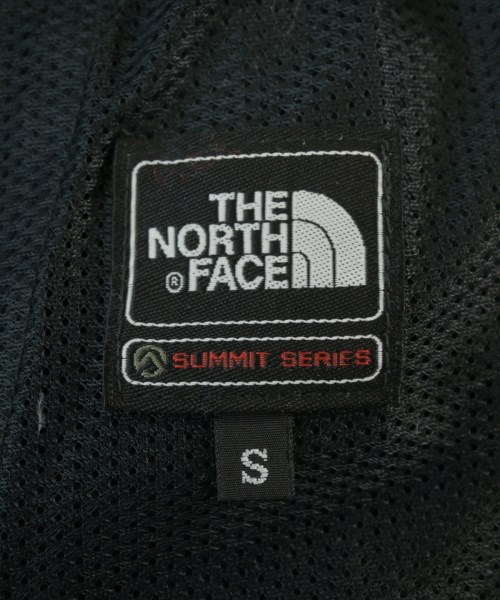 THE
NORTH
® FACE
SUMMIT SERIES
S